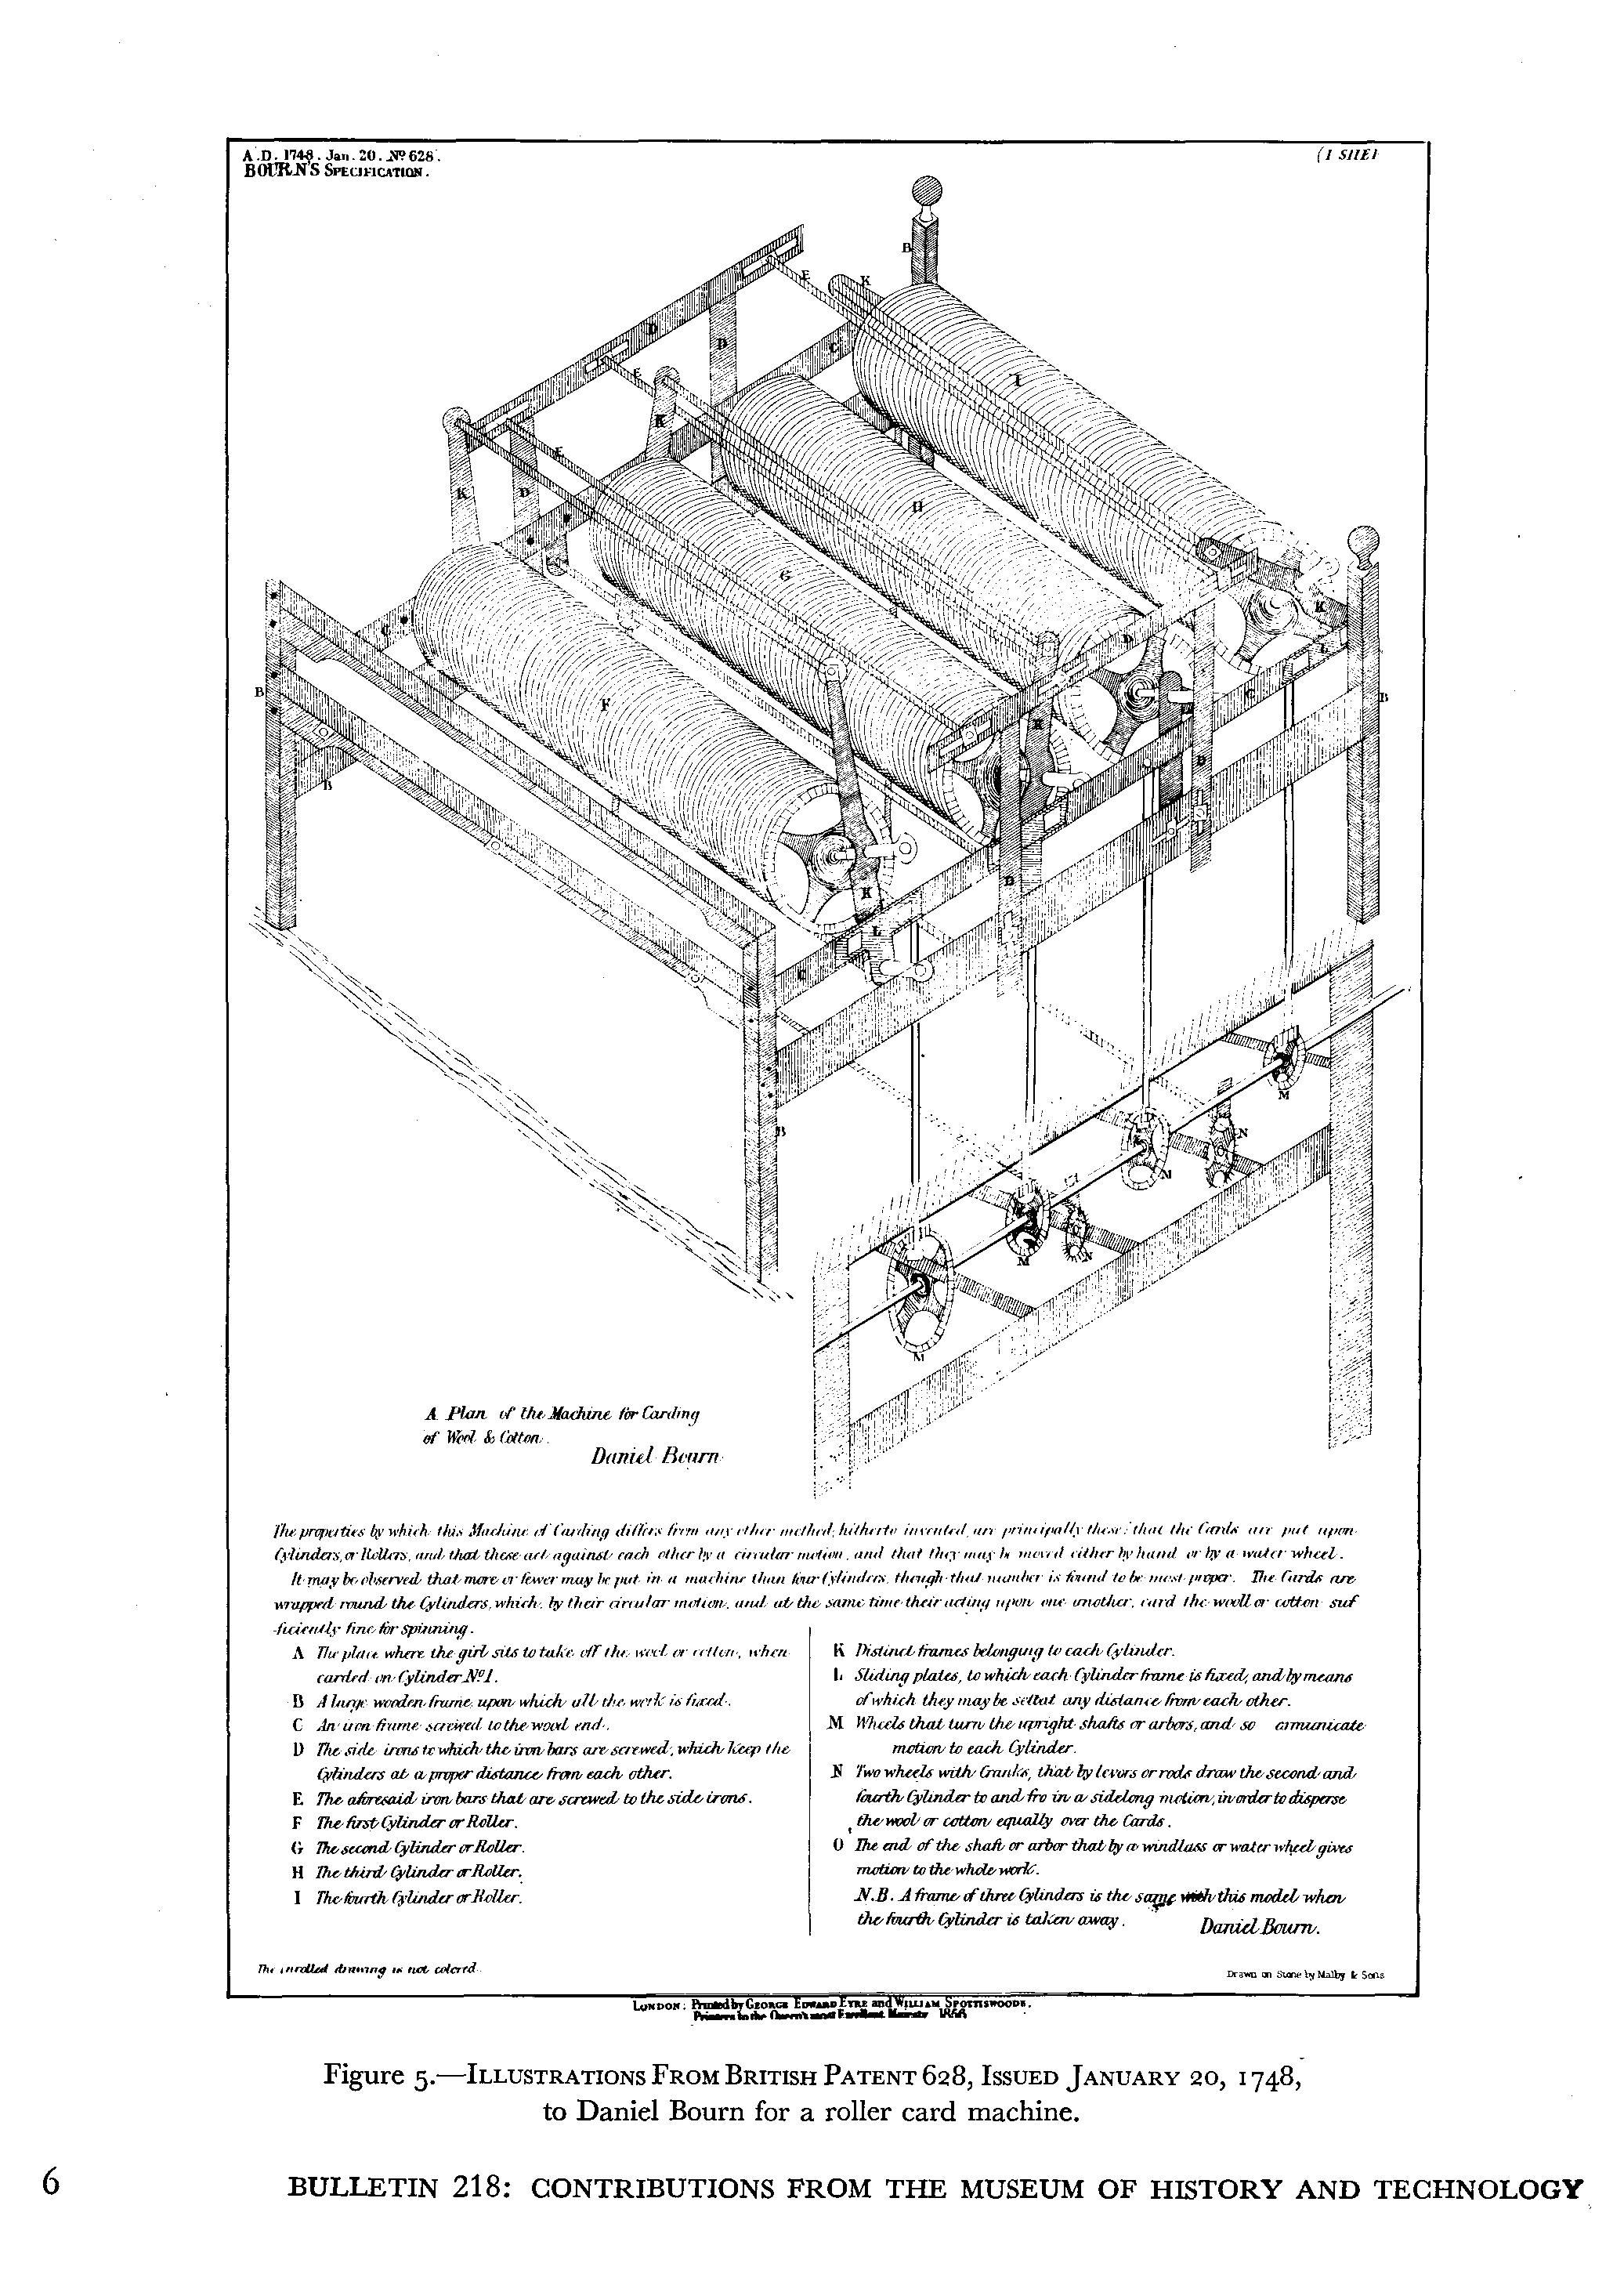 A.D. 1748. Jan. 20. Nº 628.
BOURN'S SPECIFICATION.
(1 SHE
A Plan of the Machine for Carding
of Wool & Cotton.
Daniel Bourn.
The properties by which this Machine of Carding differs from any other method, hitherto invented, are principally these: that the Cards are put upon
Cylinders, or Rollers, and that these act against each other by a circular motion, and that they may be moved either by hand or by a water wheel.
It may be observed that more or fewer may be put in a machine than four Cylinders, though that number is found to be most proper. The Cards are
wrapped round the Cylinders, which, by their circular motion, and at the same time their acting upon one another, card the wooll or cotton suf
ficiently fine for spinning.
A The place where the girl sits to take off the wool or cotton, when
carded on Cylinder Nº 1.
B A large wooden frame, upon which all the work is fixed.
C An iron frame screwed to the wood end.
D The side irons to which the iron bars are screwed, which keep the
Cylinders at a proper distance from each other.
E The aforesaid iron bars that are screwed to the side irons.
F The first Cylinder or Roller.
G The second Cylinder or Roller.
H The third Cylinder or Roller.
I The fourth Cylinder or Roller.
K Distinct frames belonging to each Cylinder.
L Sliding plates, to which each Cylinder frame is fixed, and by means
of which they may be set at any distance from each other.
M Wheels that turn the upright shafts or arbors, and so comunicate
motion to each Cylinder.
N Two wheels with Cranks, that by levers or rods draw the second and
fourth Cylinder to and fro in a sidelong motion, in order to disperse
the wool or cotton equally over the Cards.
O The end of the shaft or arbor that by a windlass or water wheel gives
motion to the whole work.
N.B. A frame of three Cylinders is the same with this model when
the fourth Cylinder is taken away.
Daniel Bourn.
The enrolled drawing is not colored.
Drawn on Stone by Malby & Sons
LONDON: Printed by GEORGE EDWARD EYRE and WILLIAM SPOTTISWOODE,
Printers to the Queen's most Excellent Majesty.
Figure 5.—ILLUSTRATIONS FROM BRITISH PATENT 628, ISSUED JANUARY 20, 1748,
to Daniel Bourn for a roller card machine.
6
BULLETIN 218: CONTRIBUTIONS FROM THE MUSEUM OF HISTORY AND TECHNOLOGY